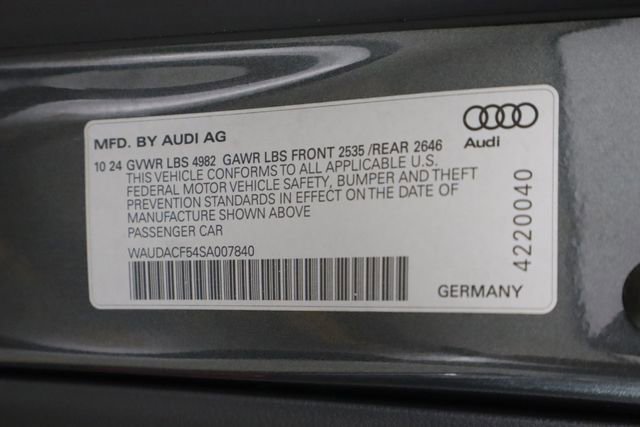 MFD. BY AUDI AG
10 24 GVWR LBS 4982 GAWR LBS FRONT 2535 /REAR 2646
THIS VEHICLE CONFORMS TO ALL APPLICABLE U.S.
FEDERAL MOTOR VEHICLE SAFETY, BUMPER AND THEFT
PREVENTION STANDARDS IN EFFECT ON THE DATE OF
MANUFACTURE SHOWN ABOVE
PASSENGER CAR
WAUDACF54SA007840
GERMANY
Audi
4220040